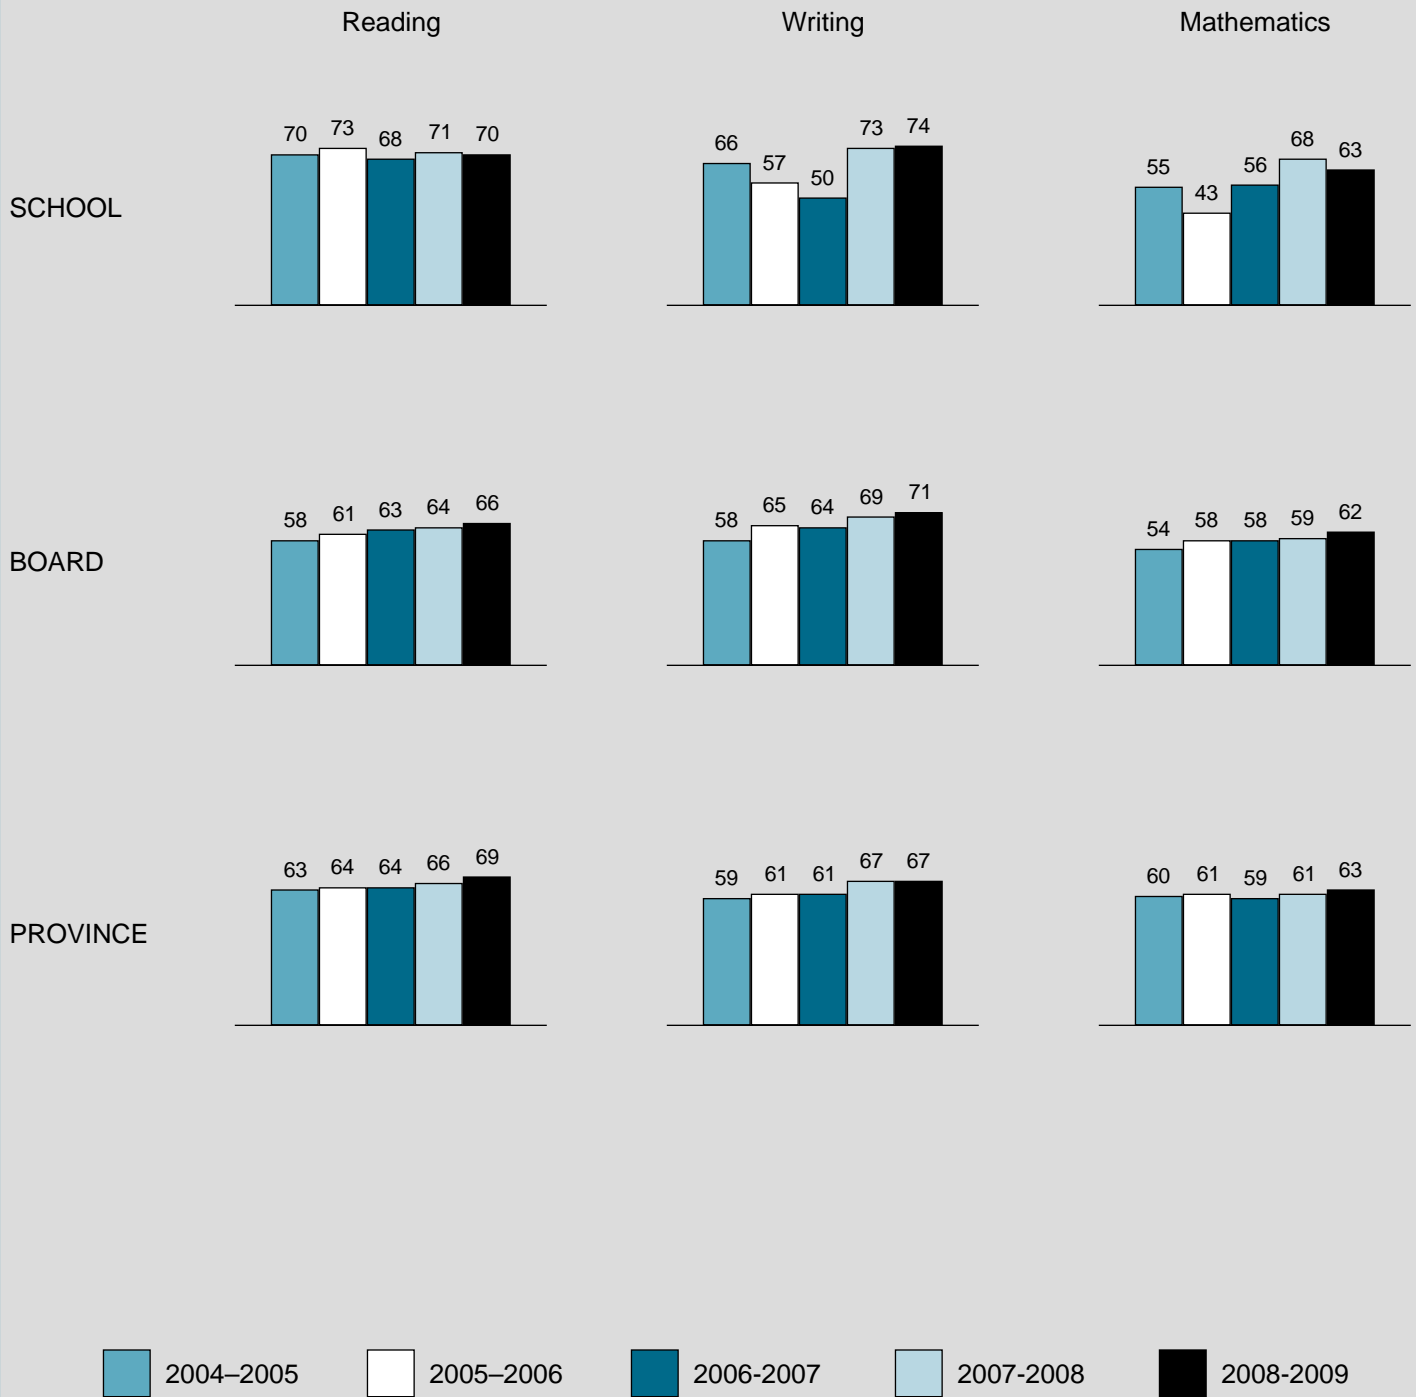 Reading Writing Mathematics
70 73 68 71 70 66 57 50 73 74 55 43 56 68 63
SCHOOL
58 61 63 64 66 58 65 64 69 71 54 58 58 59 62
BOARD
63 64 64 66 69 59 61 61 67 67 60 61 59 61 63
PROVINCE
2004–2005 2005–2006 2006-2007 2007-2008 2008-2009